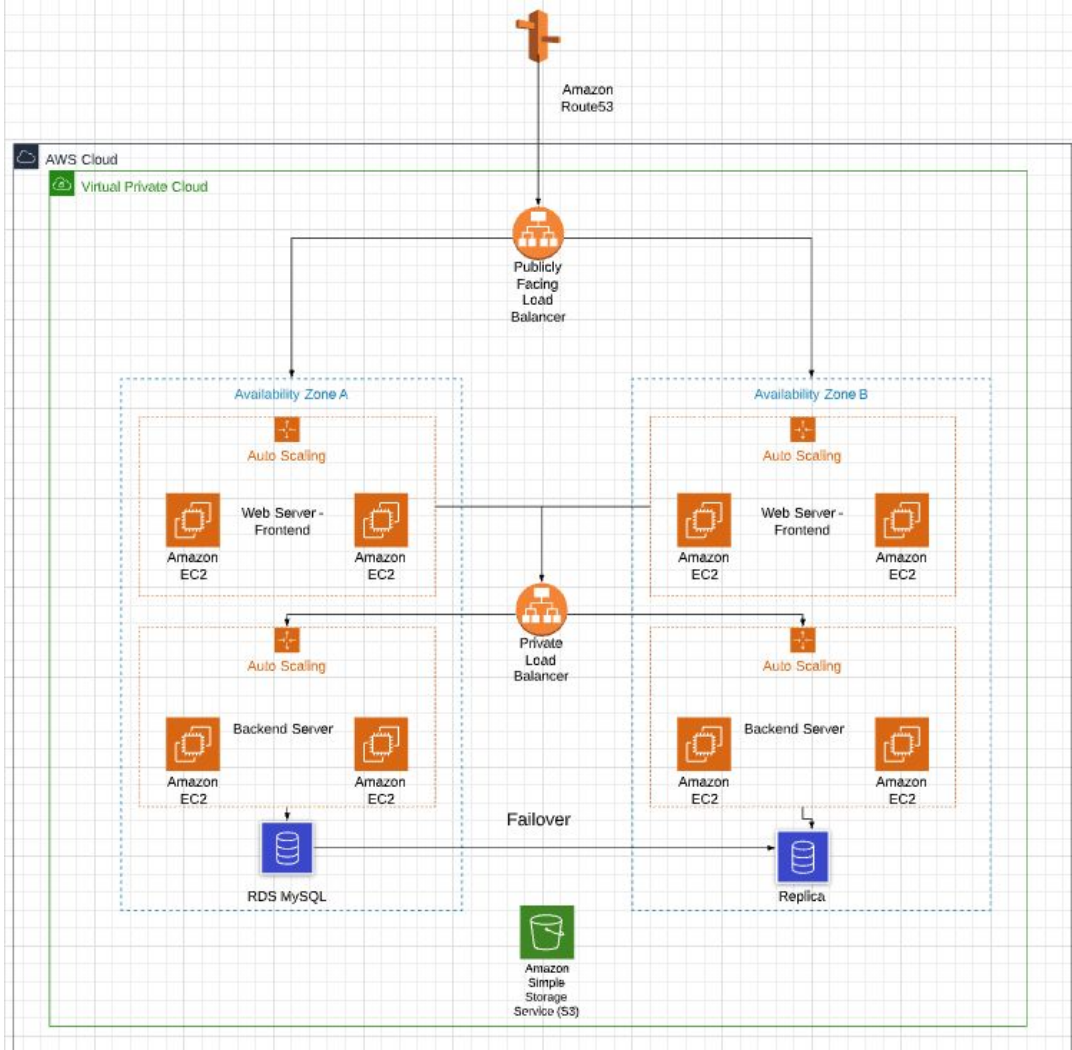 Amazon
Route53
AWS Cloud
Virtual Private Cloud
Publicly
Facing
Load
Balancer
Availability Zone A
Availability Zone B
Auto Scaling
Auto Scaling
Web Server -
Frontend
Web Server -
Frontend
Amazon
EC2
Amazon
EC2
Amazon
EC2
Amazon
EC2
Private
Load
Balancer
Auto Scaling
Auto Scaling
Backend Server
Backend Server
Amazon
EC2
Amazon
EC2
Amazon
EC2
Amazon
EC2
Failover
RDS MySQL
Replica
Amazon
Simple
Storage
Service (S3)